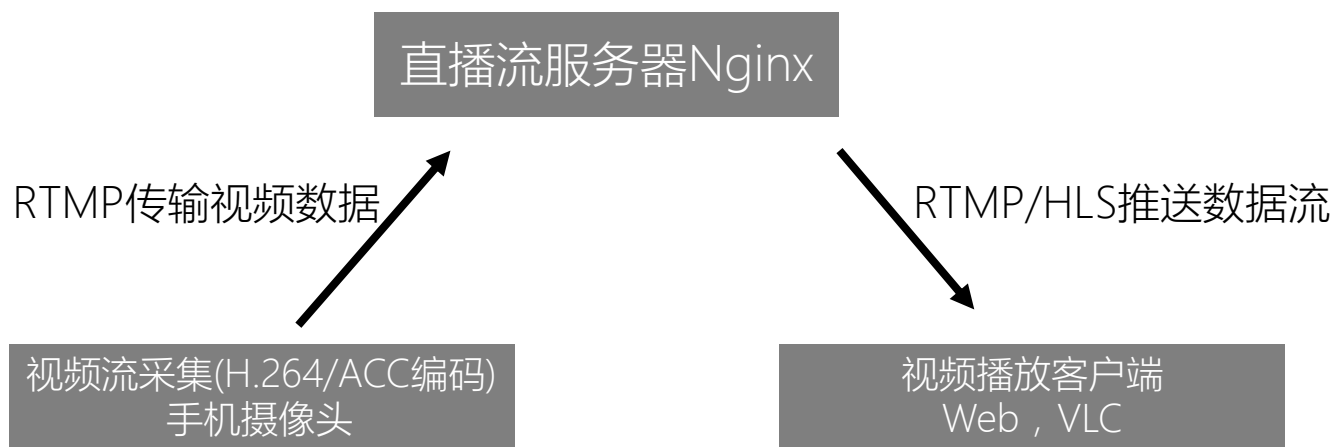 直播流服务器Nginx
RTMP传输视频数据
RTMP/HLS推送数据流
视频流采集(H.264/ACC编码)
手机摄像头
视频播放客户端
Web，VLC